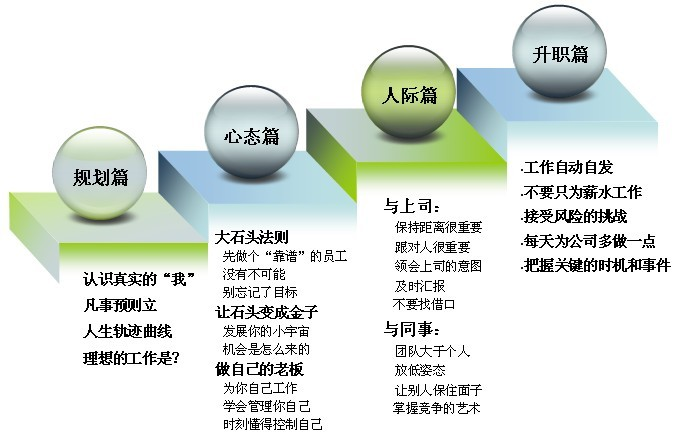 规划篇
认识真实的“我”
凡事预则立
人生轨迹曲线
理想的工作是?
心态篇
大石头法则
先做个“靠谱”的员工
没有不可能
别忘记了目标
让石头变成金子
发展你的小宇宙
机会是怎么来的
做自己的老板
为你自己工作
学会管理你自己
时刻懂得控制自己
人际篇
与上司：
保持距离很重要
跟对人很重要
领会上司的意图
及时汇报
不要找借口
与同事：
团队大于个人
放低姿态
让别人保住面子
掌握竞争的艺术
升职篇
.工作自动自发
.不要只为薪水工作
.接受风险的挑战
.每天为公司多做一点
.把握关键的时机和事件